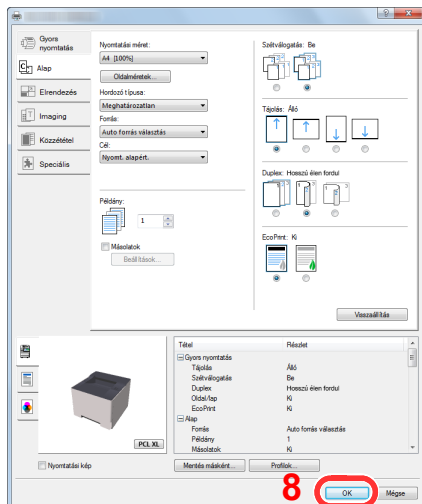 Gyors nyomtatás
Alap
Elrendezés
Imaging
Közzététel
Speciális
Nyomtatási méret:
A4 [100%]
Oldalméretek...
Hordozó típusa:
Meghatározatlan
Forrás:
Auto forrás választás
Cél:
Nyomt. alapért.
Példány:
1
Másolatok
Beállítások...
Szétválogatás: Be
Tájolás: Álló
Duplex: Hosszú élen fordul
EcoPrint: Ki
Visszaállítás
PCL XL
Nyomtatási kép
Tétel Részlet
Gyors nyomtatás
Tájolás Álló
Szétválogatás Be
Duplex Hosszú élen fordul
Oldal/lap Ki
EcoPrint Ki
Alap
Forrás Auto forrás választás
Példány 1
Másolatok Ki
Mentés másként... Profilok...
8 OK Mégse